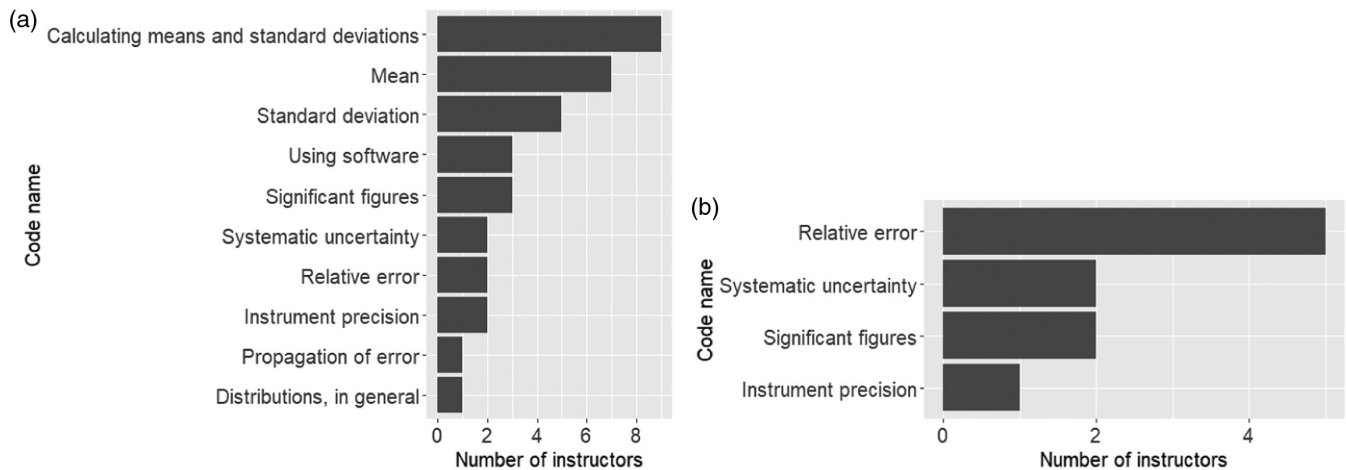 (a)
Code name
Calculating means and standard deviations
Mean
Standard deviation
Using software
Significant figures
Systematic uncertainty
Relative error
Instrument precision
Propagation of error
Distributions, in general
0 2 4 6 8
Number of instructors
(b)
Code name
Relative error
Systematic uncertainty
Significant figures
Instrument precision
0 2 4
Number of instructors